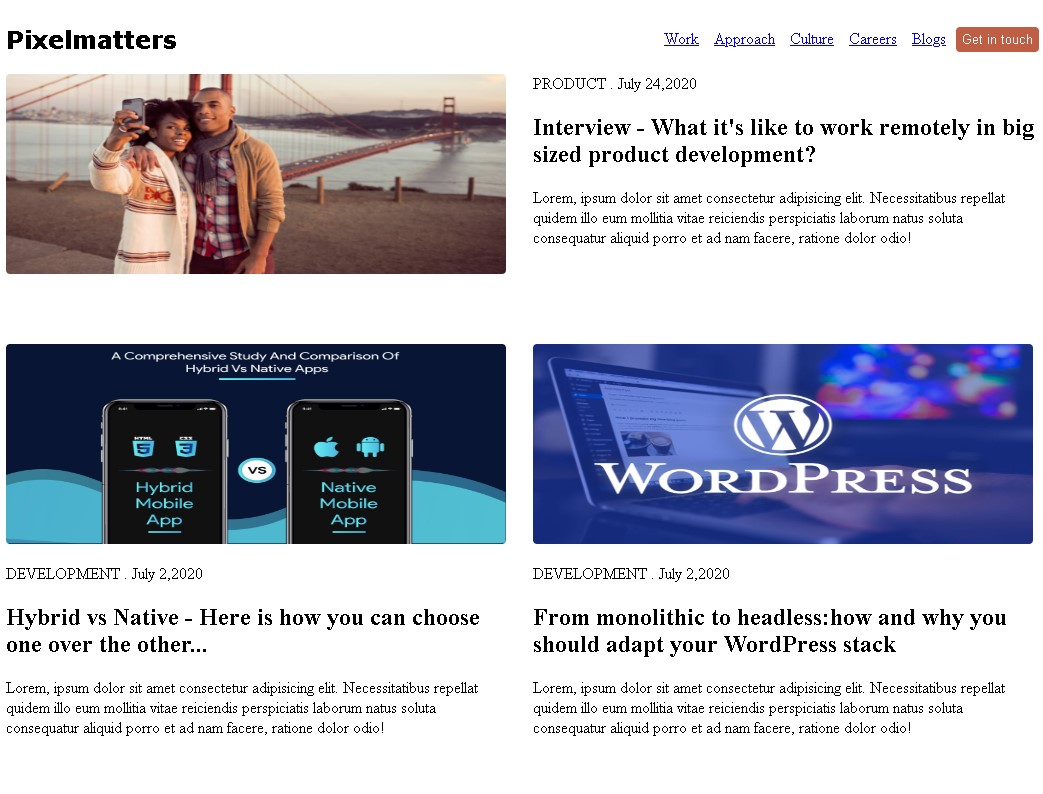 Pixelmatters
Work Approach Culture Careers Blogs Get in touch
PRODUCT . July 24,2020
Interview - What it's like to work remotely in big
sized product development?
Lorem, ipsum dolor sit amet consectetur adipisicing elit. Necessitatibus repellat
quidem illo eum mollitia vitae reiciendis perspiciatis laborum natus soluta
consequatur aliquid porro et ad nam facere, ratione dolor odio!
A Comprehensive Study And Comparison Of
Hybrid Vs Native Apps
HTML
5
CSS
3
Hybrid
Mobile
App
VS
Native
Mobile
App
W
WORDPRESS
DEVELOPMENT . July 2,2020
Hybrid vs Native - Here is how you can choose
one over the other...
Lorem, ipsum dolor sit amet consectetur adipisicing elit. Necessitatibus repellat
quidem illo eum mollitia vitae reiciendis perspiciatis laborum natus soluta
consequatur aliquid porro et ad nam facere, ratione dolor odio!
DEVELOPMENT . July 2,2020
From monolithic to headless:how and why you
should adapt your WordPress stack
Lorem, ipsum dolor sit amet consectetur adipisicing elit. Necessitatibus repellat
quidem illo eum mollitia vitae reiciendis perspiciatis laborum natus soluta
consequatur aliquid porro et ad nam facere, ratione dolor odio!